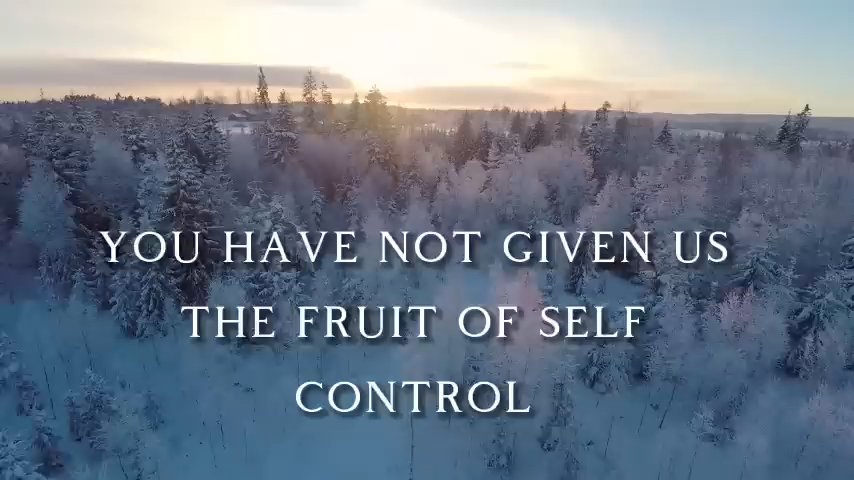 YOU HAVE NOT GIVEN US
THE FRUIT OF SELF
CONTROL